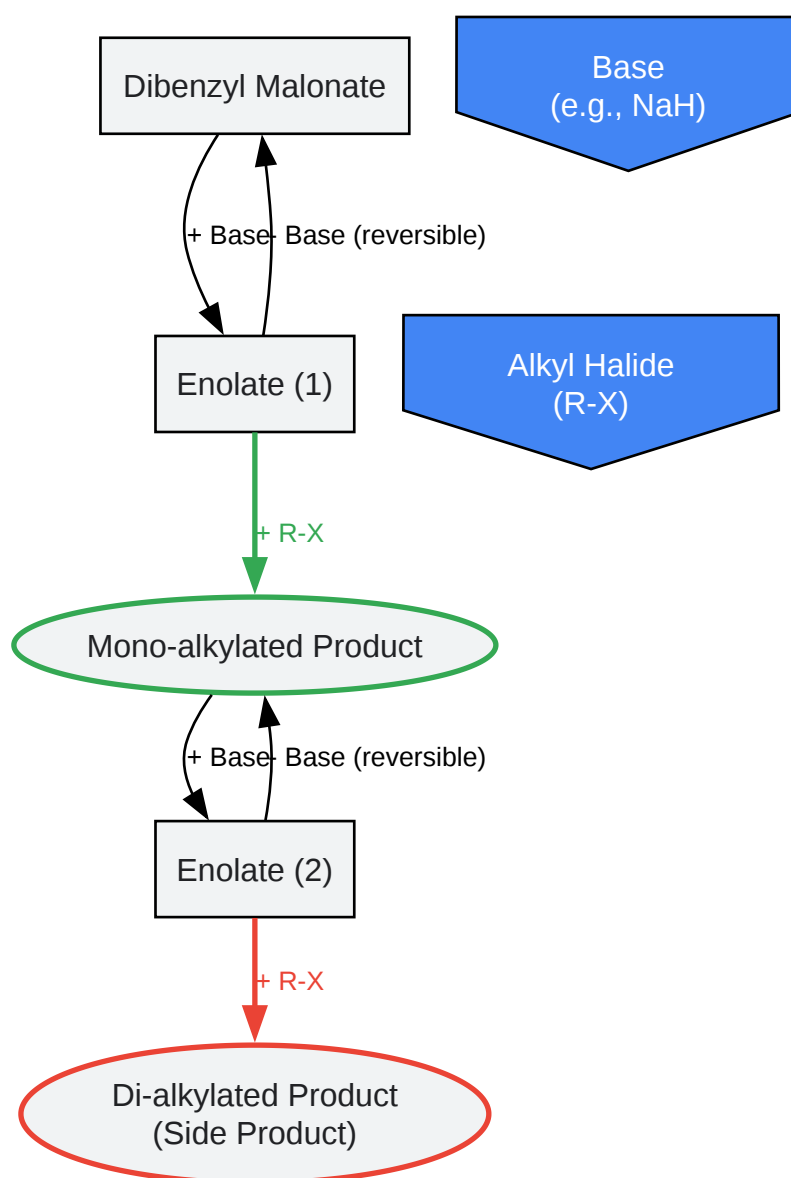 Dibenzyl Malonate
Base
(e.g., NaH)
+ Base
- Base (reversible)
Enolate (1)
Alkyl Halide
(R-X)
+ R-X
Mono-alkylated Product
+ Base
- Base (reversible)
Enolate (2)
+ R-X
Di-alkylated Product
(Side Product)